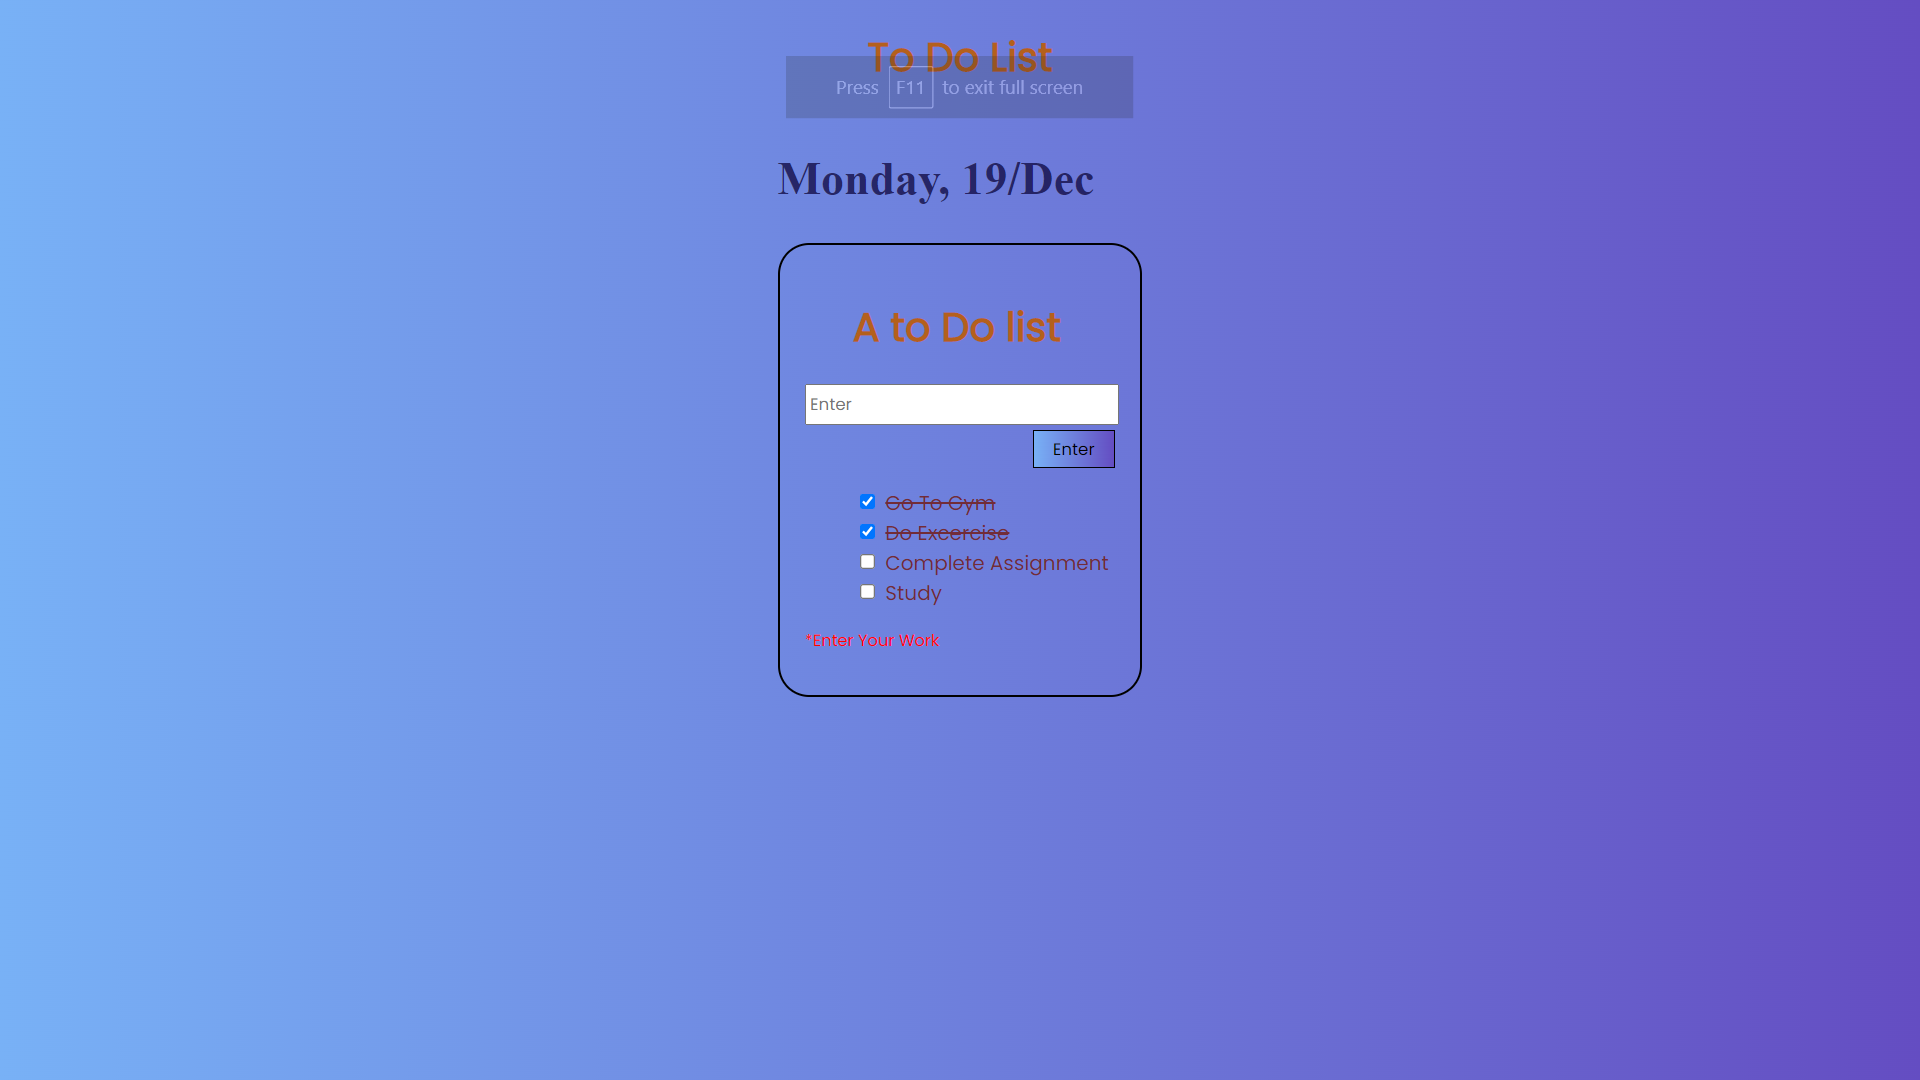 To Do List
Press F11 to exit full screen
Monday, 19/Dec
A to Do list
Enter
Enter
Go To Gym
Do Excercise
Complete Assignment
Study
*Enter Your Work